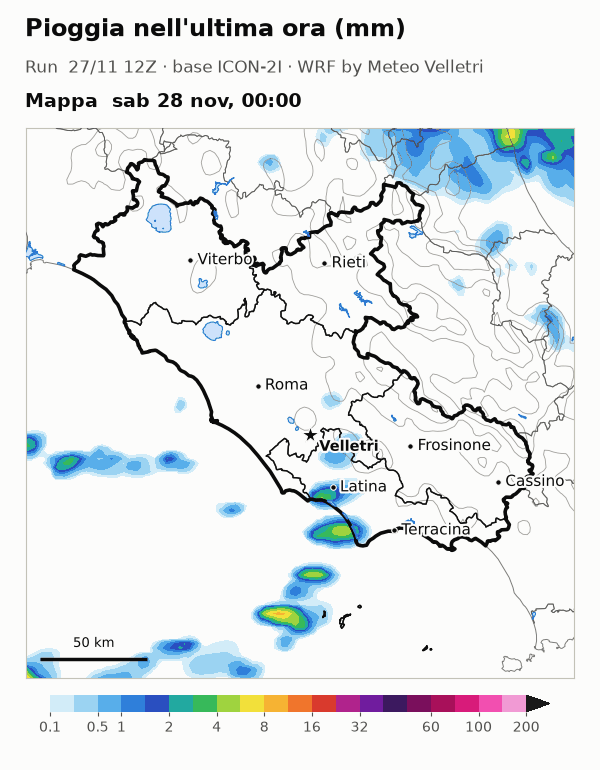 Pioggia nell'ultima ora (mm)
Run  27/11 12Z · base ICON-2I · WRF by Meteo Velletri
Mappa  sab 28 nov, 00:00
Viterbo
Rieti
Roma
Velletri
Frosinone
Latina
Cassino
Terracina
50 km
0.1 0.5 1 2 4 8 16 32 60 100 200